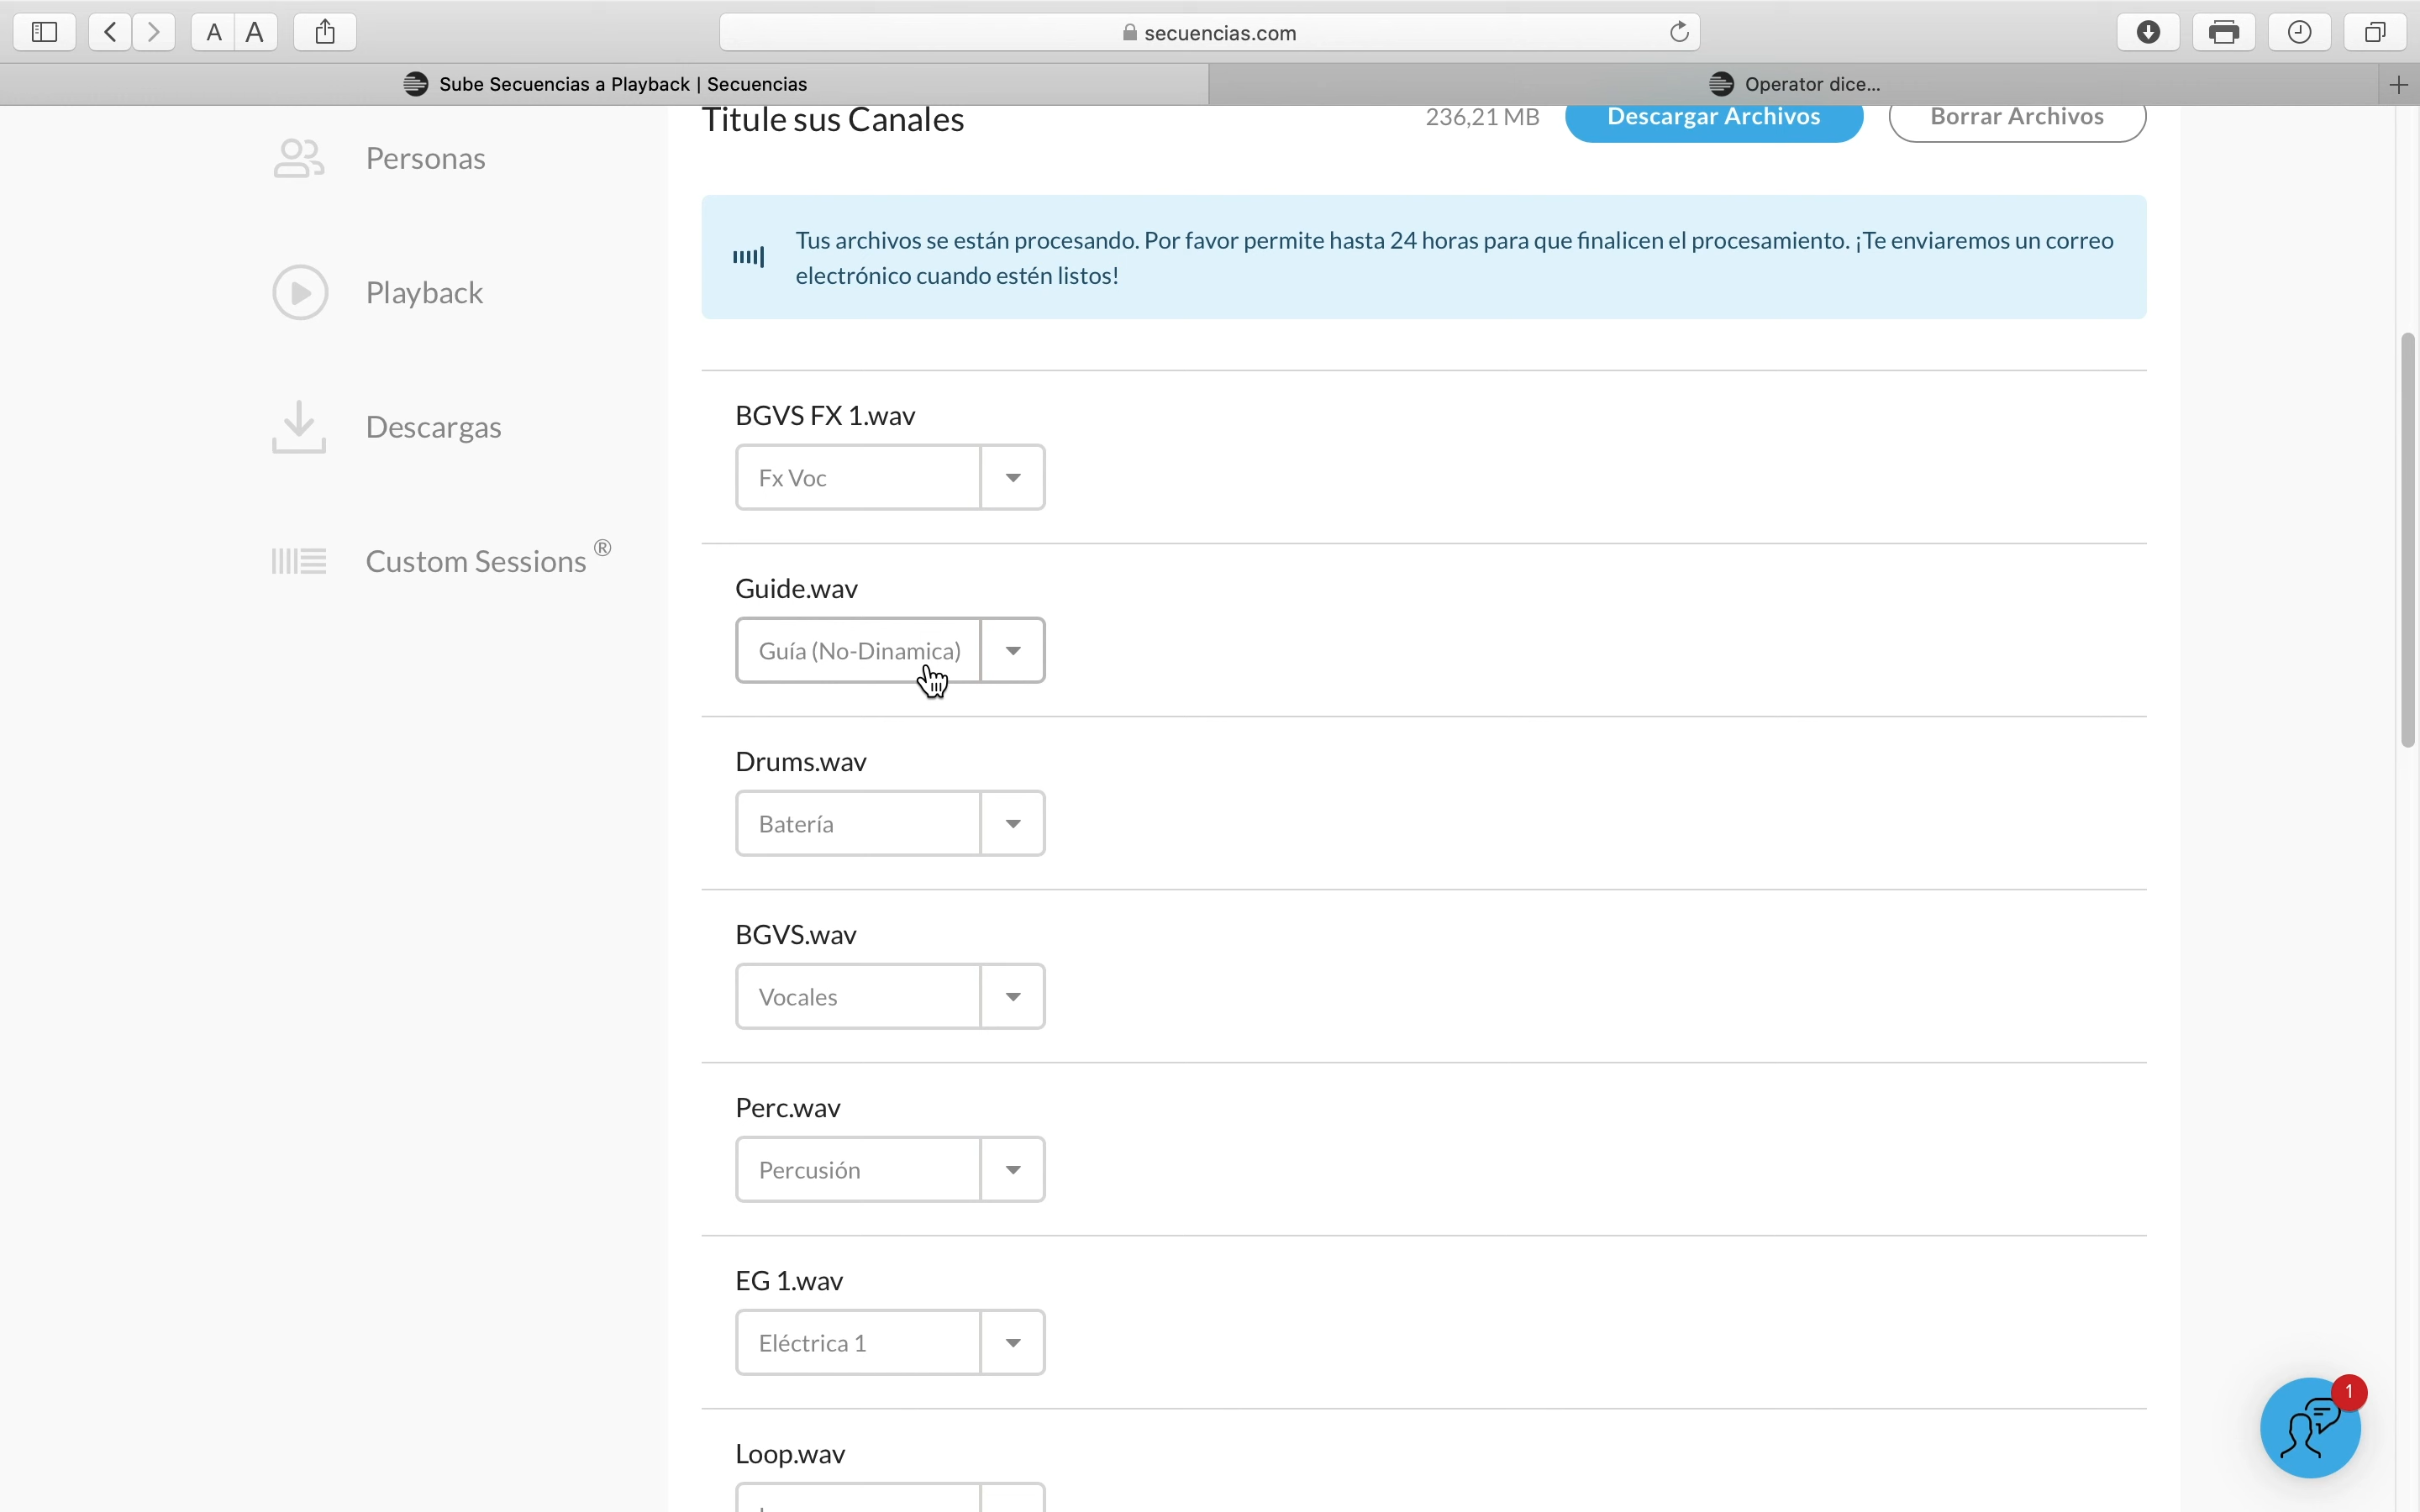 A A
secuencias.com
Sube Secuencias a Playback | Secuencias
Operator dice...
Personas
Playback
Descargas
Custom Sessions ®
Titule sus Canales
236,21 MB
Descargar Archivos
Borrar Archivos
Tus archivos se están procesando. Por favor permite hasta 24 horas para que finalicen el procesamiento. ¡Te enviaremos un correo
electrónico cuando estén listos!
BGVS FX 1.wav
Fx Voc
Guide.wav
Guía (No-Dinamica)
Drums.wav
Batería
BGVS.wav
Vocales
Perc.wav
Percusión
EG 1.wav
Eléctrica 1
Loop.wav
1